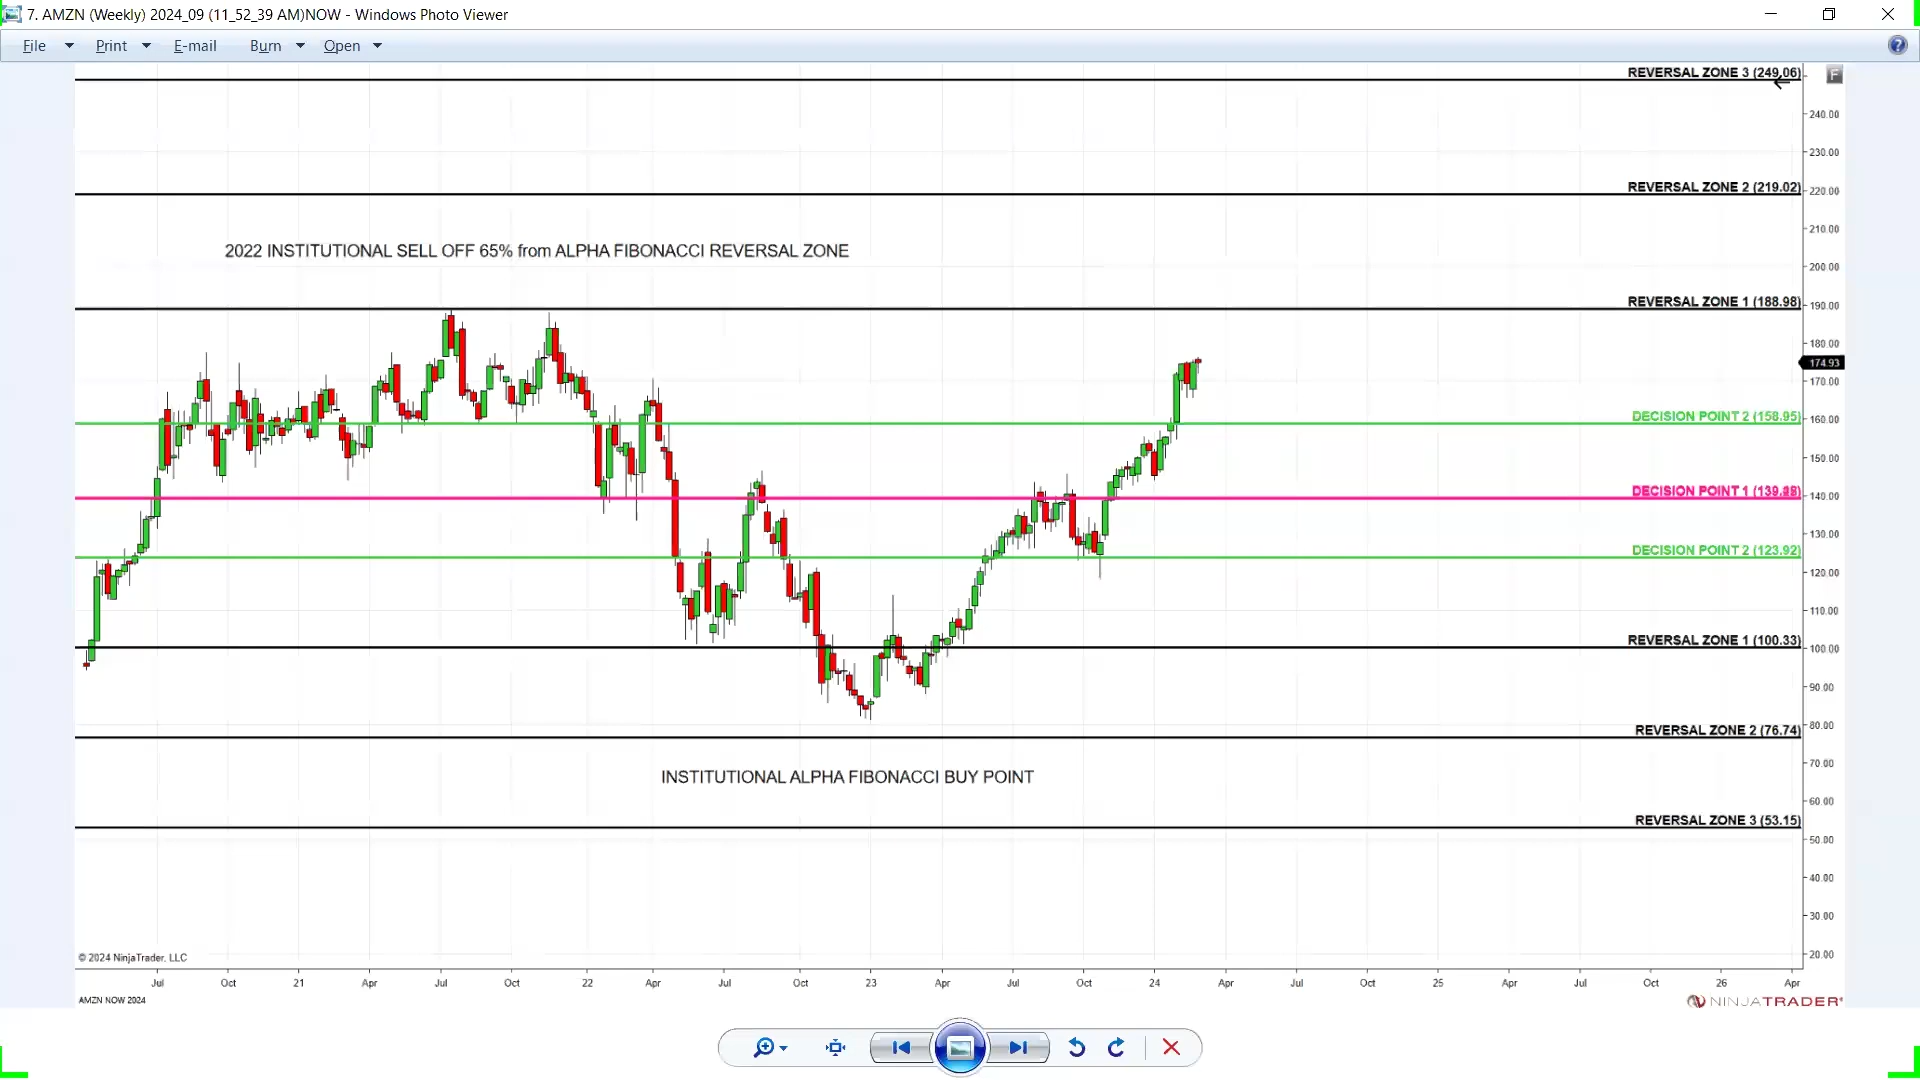 7. AMZN (Weekly) 2024_09 (11_52_39 AM)NOW - Windows Photo Viewer
File Print E-mail Burn Open
REVERSAL ZONE 3 (249.06)
F
240.00
230.00
REVERSAL ZONE 2 (219.02)
220.00
210.00
2022 INSTITUTIONAL SELL OFF 65% from ALPHA FIBONACCI REVERSAL ZONE
200.00
REVERSAL ZONE 1 (188.98)
190.00
180.00
174.93
170.00
DECISION POINT 2 (158.95)
160.00
150.00
DECISION POINT 1
140.00
130.00
DECISION POINT 2 (123.92)
120.00
110.00
REVERSAL ZONE 1 (100.33)
100.00
90.00
80.00
REVERSAL ZONE 2 (76.74)
70.00
INSTITUTIONAL ALPHA FIBONACCI BUY POINT
60.00
REVERSAL ZONE 3 (53.15)
50.00
40.00
30.00
20.00
© 2024 NinjaTrader, LLC
Jul Oct 21 Apr Jul Oct 22 Apr Jul Oct 23 Apr Jul Oct 24 Apr Jul Oct 25 Apr Jul Oct 26 Apr
AMZN NOW 2024
NINJATRADER